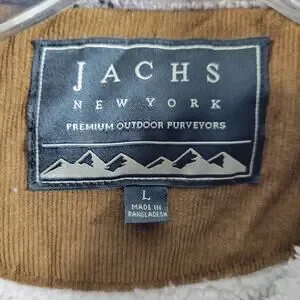 JACHS
NEW YORK
PREMIUM OUTDOOR PURVEYORS
L
MADE IN
BANGLADESH